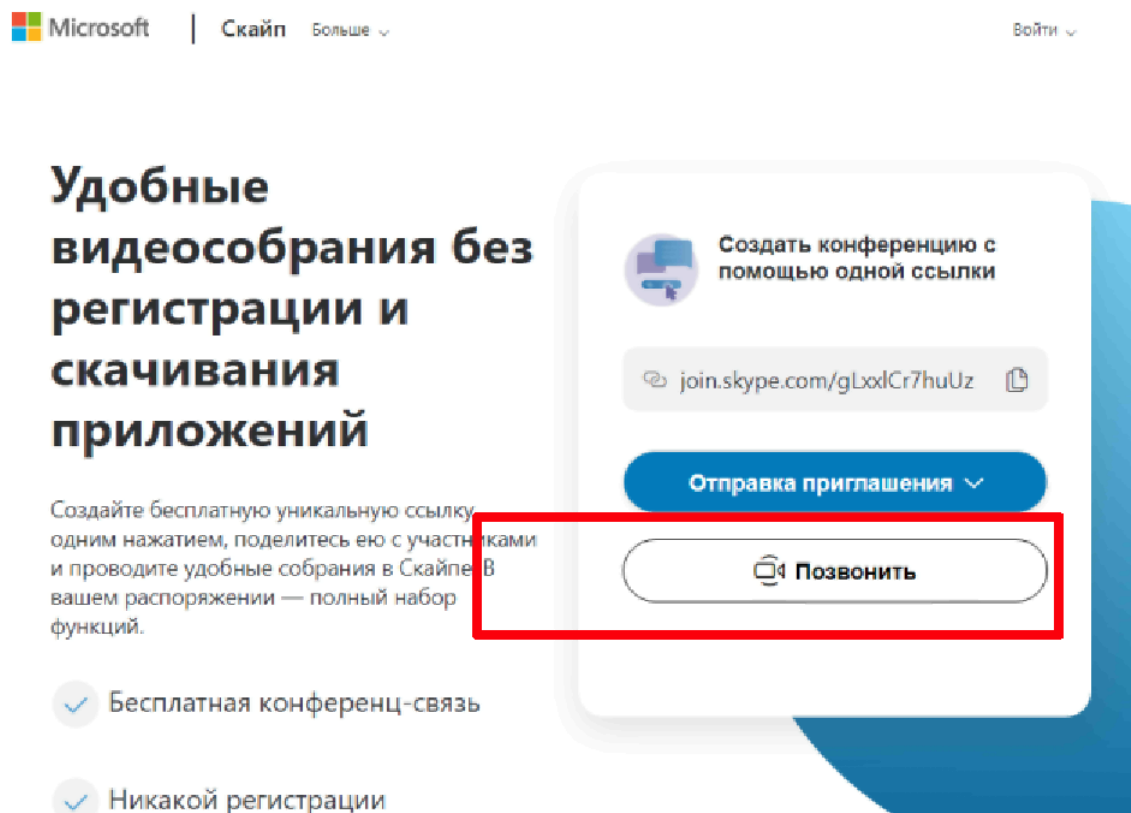 Microsoft
Скайп
Больше
Войти
Удобные
видеособрания без
регистрации и
скачивания
приложений
Создайте бесплатную уникальную ссылку
одним нажатием, поделитесь ею с участниками
и проводите удобные собрания в Скайпе. В
вашем распоряжении — полный набор
функций.
Бесплатная конференц-связь
Никакой регистрации
Создать конференцию с
помощью одной ссылки
join.skype.com/gLxxlCr7huUz
Отправка приглашения
Позвонить